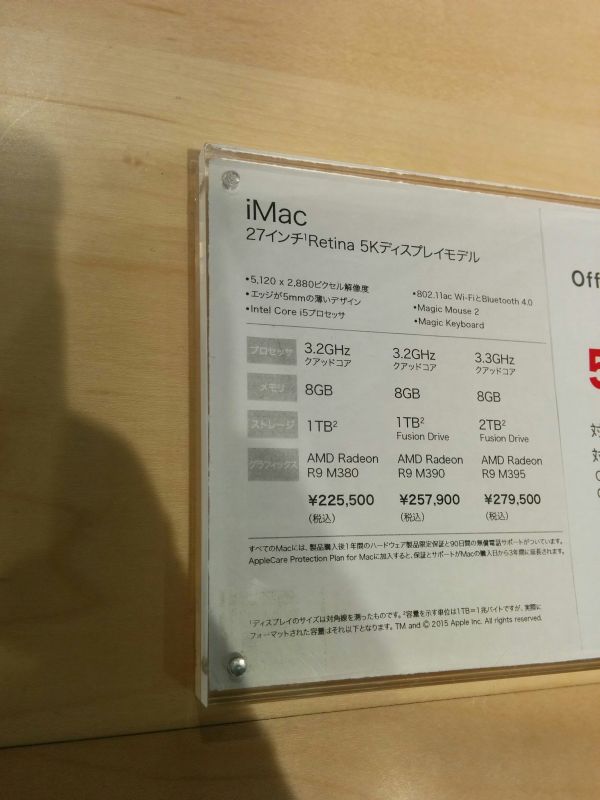 iMac
27インチ¹Retina 5Kディスプレイモデル
•5,120 x 2,880ピクセル解像度
•エッジが5mmの薄いデザイン
•Intel Core i5プロセッサ
•802.11ac Wi-FiとBluetooth 4.0
•Magic Mouse 2
•Magic Keyboard
プロセッサ 3.2GHz 3.2GHz 3.3GHz
クアッドコア クアッドコア クアッドコア
メモリ 8GB 8GB 8GB
ストレージ 1TB² 1TB² 2TB²
Fusion Drive Fusion Drive
グラフィックス AMD Radeon AMD Radeon AMD Radeon
R9 M380 R9 M390 R9 M395
¥225,500 ¥257,900 ¥279,500
(税込) (税込) (税込)
すべてのMacには、製品購入後1年間のハードウェア製品限定保証と90日間の無償電話サポートがついています。
AppleCare Protection Plan for Macに加入すると、保証とサポートがMacの購入日から3年間に延長されます。
¹ディスプレイのサイズは対角線を測ったものです。²容量を示す単位は1TB=1兆バイトですが、実際に
フォーマットされた容量はそれ以下となります。TM and © 2015 Apple Inc. All rights reserved.
Off
5
対
対